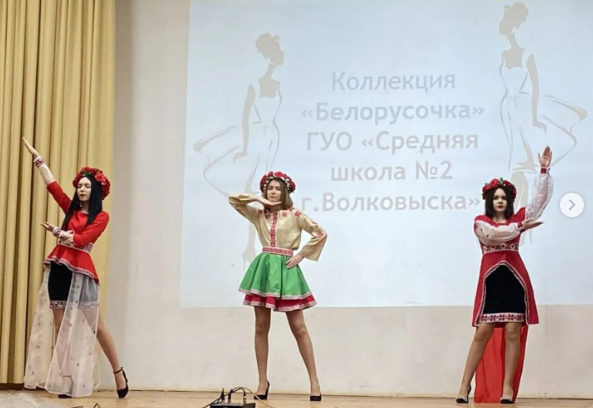 Коллекция
«Белорусочка»
ГУО «Средняя
школа №2
г.Волковыска»